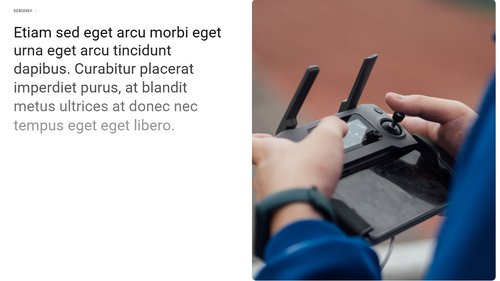 DISCOVER
Etiam sed eget arcu morbi eget
urna eget arcu tincidunt
dapibus. Curabitur placerat
imperdiet purus, at blandit
metus ultrices at donec nec
tempus eget eget libero.